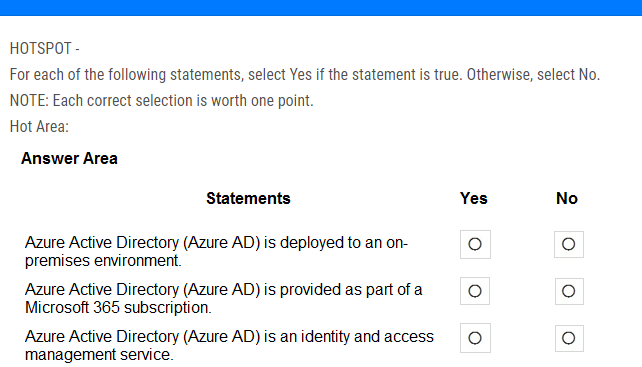 HOTSPOT -
For each of the following statements, select Yes if the statement is true. Otherwise, select No.
NOTE: Each correct selection is worth one point.
Hot Area:
Answer Area
Statements Yes No
Azure Active Directory (Azure AD) is deployed to an on-
premises environment.
Azure Active Directory (Azure AD) is provided as part of a
Microsoft 365 subscription.
Azure Active Directory (Azure AD) is an identity and access
management service.